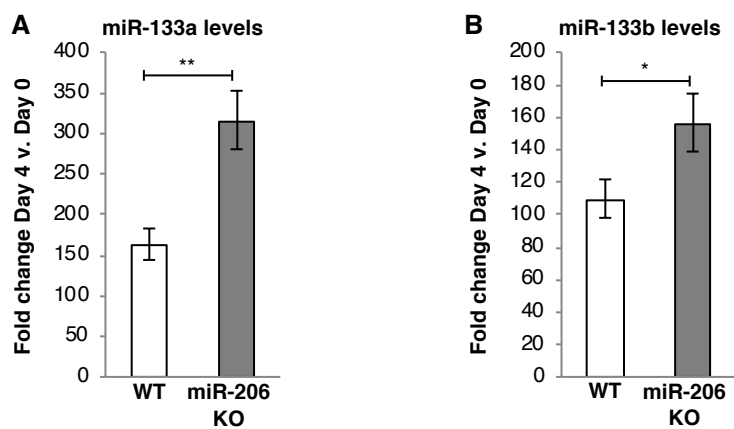 A
miR-133a levels
Fold change Day 4 v. Day 0
400
350
300
250
200
150
100
50
0
**
WT
miR-206
KO
B
miR-133b levels
Fold change Day 4 v. Day 0
200
180
160
140
120
100
80
60
40
20
0
*
WT
miR-206
KO